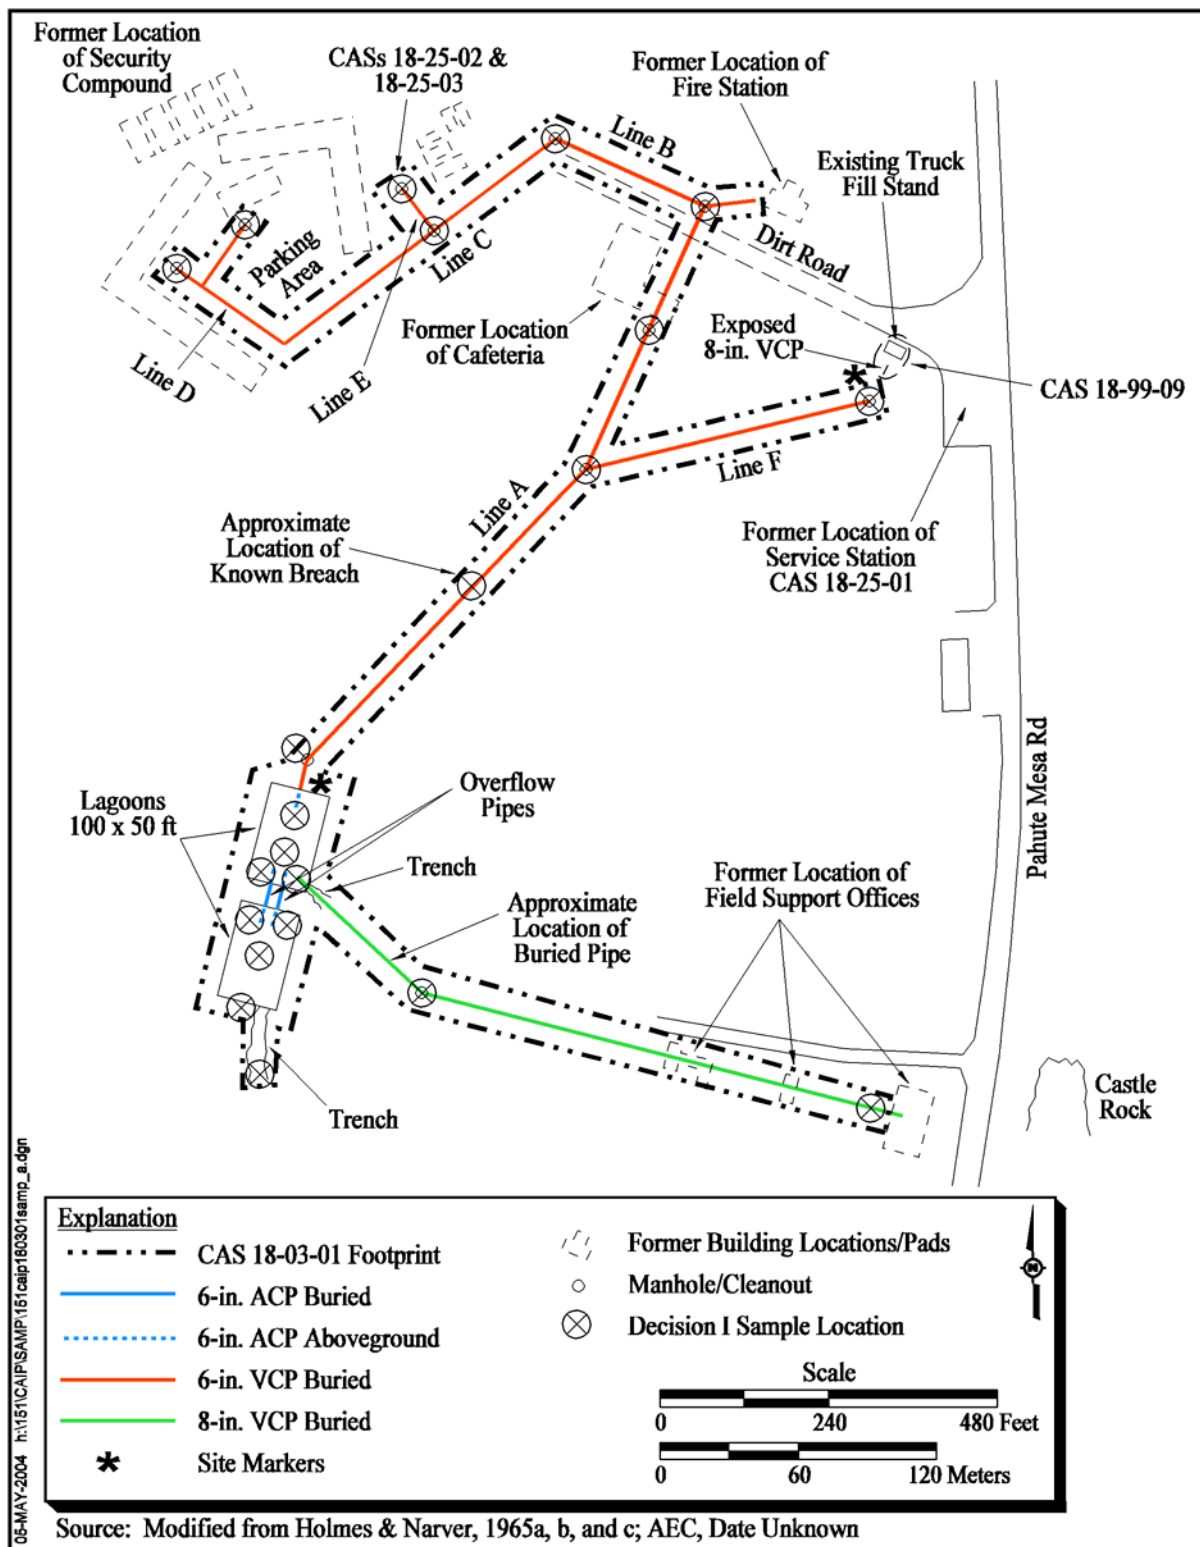 Former Location
of Security
Compound
CASs 18-25-02 &
18-25-03
Former Location of
Fire Station
Line B
Existing Truck
Fill Stand
Parking
Area
Line C
Dirt Road
Former Location
of Cafeteria
Exposed
8-in. VCP
Line D
Line E
CAS 18-99-09
Line F
Line A
Approximate
Location of
Known Breach
Former Location of
Service Station
CAS 18-25-01
Pahute Mesa Rd
Lagoons
100 x 50 ft
Overflow
Pipes
Trench
Former Location of
Field Support Offices
Approximate
Location of
Buried Pipe
Trench
Castle
Rock
05-MAY-2004 h:\151\CAIP\SAMP\151caip180301samp_a.dgn
Explanation
CAS 18-03-01 Footprint
6-in. ACP Buried
6-in. ACP Aboveground
6-in. VCP Buried
8-in. VCP Buried
Site Markers
Former Building Locations/Pads
Manhole/Cleanout
Decision I Sample Location
N
Scale
0 240 480 Feet
0 60 120 Meters
Source: Modified from Holmes & Narver, 1965a, b, and c; AEC, Date Unknown